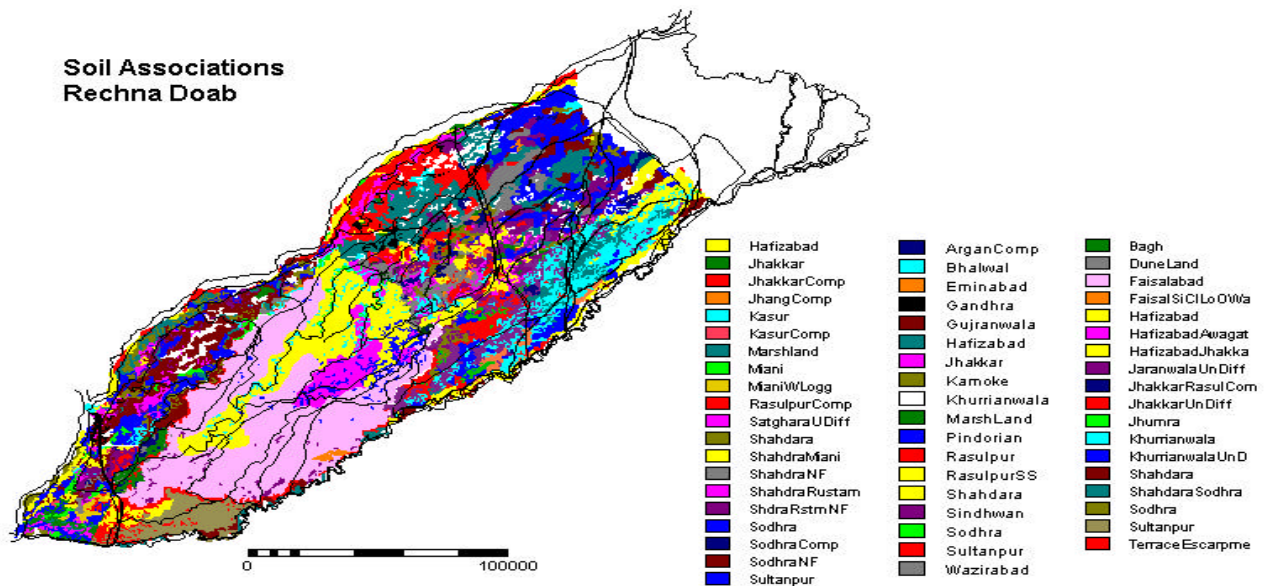 Soil Associations
Rechna Doab
Hafizabad
Jhakkar
JhakkarComp
JhangComp
Kasur
KasurComp
Marshland
Miani
MianiWLogg
RasulpurComp
SatgharaUDiff
Shahdara
ShahdraMiani
ShahdraNF
ShahdraRustam
ShdraRstmNF
Sodhra
SodhraComp
SodhraNF
Sultanpur
ArganComp
Bhalwal
Eminabad
Gandhra
Gujranwala
Hafizabad
Jhakkar
Kamoke
Khurrianwala
MarshLand
Pindorian
Rasulpur
RasulpurSS
Shahdara
Sindhwan
Sodhra
Sultanpur
Wazirabad
Bagh
DuneLand
Faisalabad
FaisalSiClLoOWa
Hafizabad
HafizabadAwagat
HafizabadJhakka
JaranwalaUnDiff
JhakkarRasulCom
JhakkarUnDiff
Jhumra
Khurrianwala
KhurrianwalaUnD
Shahdara
ShahdaraSodhra
Sodhra
Sultanpur
TerraceEscarpme
0 100000